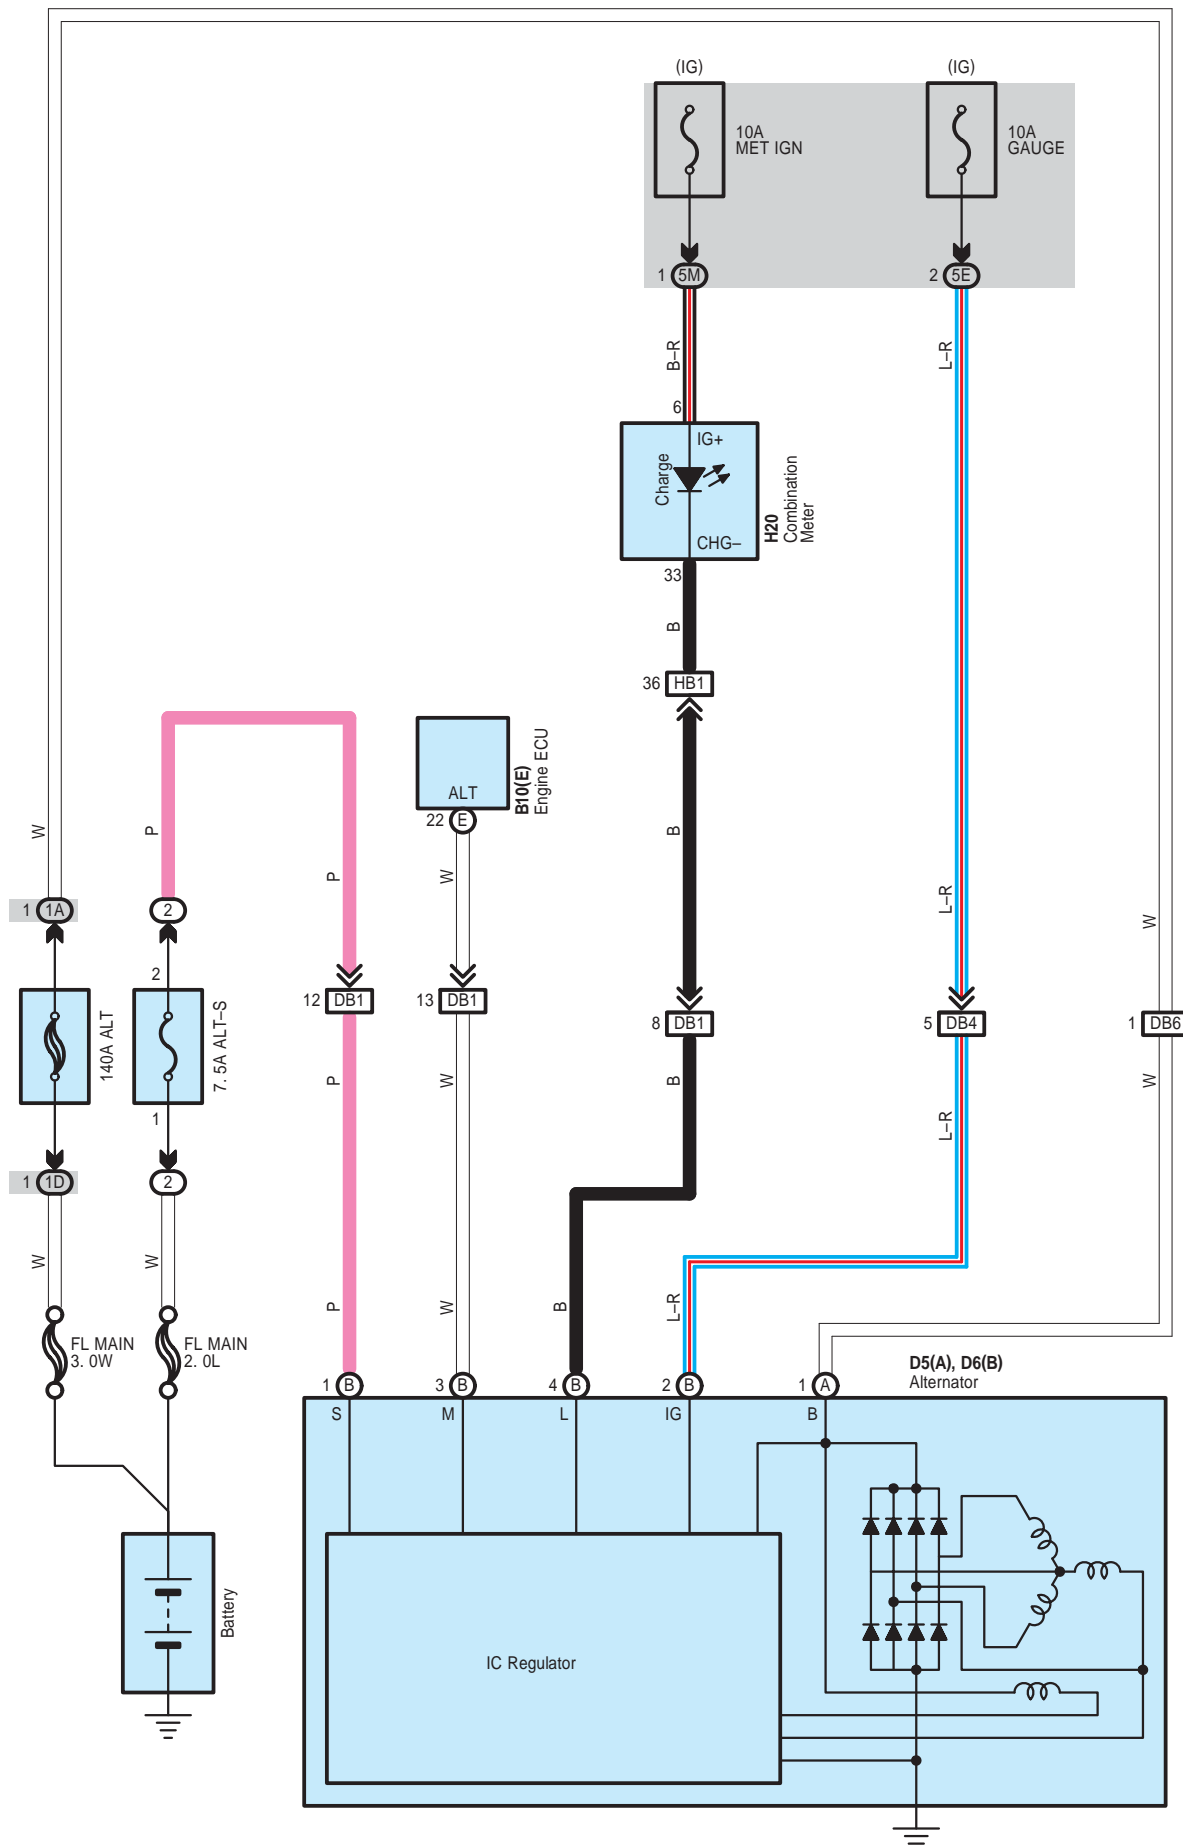 (IG)
(IG)
10A
MET IGN
10A
GAUGE
1 5M
2 5E
B–R
L–R
6
IG+
Charge
CHG–
H20
Combination
Meter
33
B
36 HB1
B10(E)
Engine ECU
ALT
22 E
W
P
P
W
B
1 1A
2
L–R
W
2
140A ALT
7. 5A ALT–S
12 DB1
13 DB1
8 DB1
5 DB4
1 DB6
1
P
W
B
L–R
W
1 1D
2
W
W
P
W
B
L–R
FL MAIN
3. 0W
FL MAIN
2. 0L
D5(A), D6(B)
Alternator
1 B
3 B
4 B
2 B
1 A
S
M
L
IG
B
Battery
IC Regulator